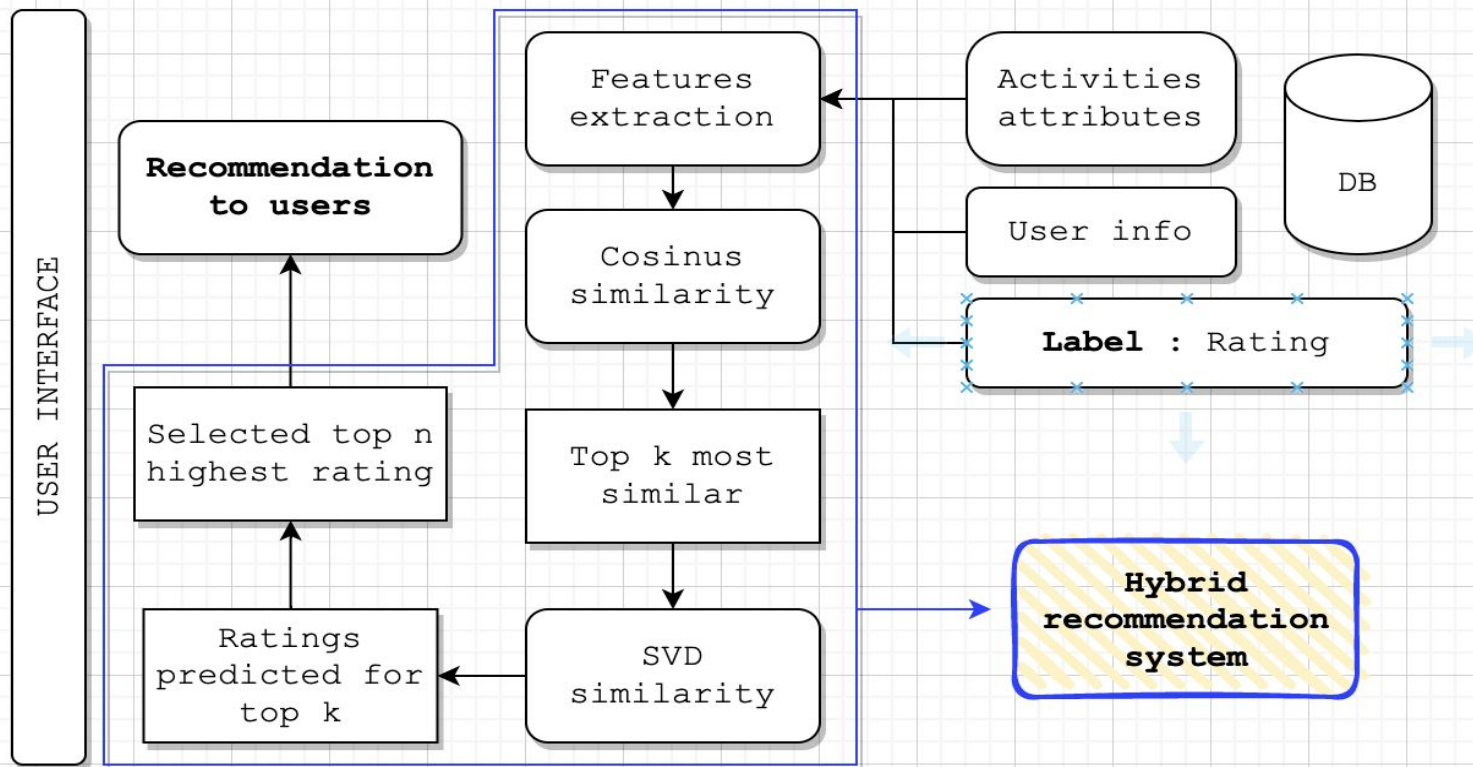 USER INTERFACE
Recommendation
to users
Selected top n
highest rating
Ratings
predicted for
top k
Features
extraction
Cosinus
similarity
Top k most
similar
SVD
similarity
Activities
attributes
User info
Label : Rating
DB
Hybrid
recommendation
system